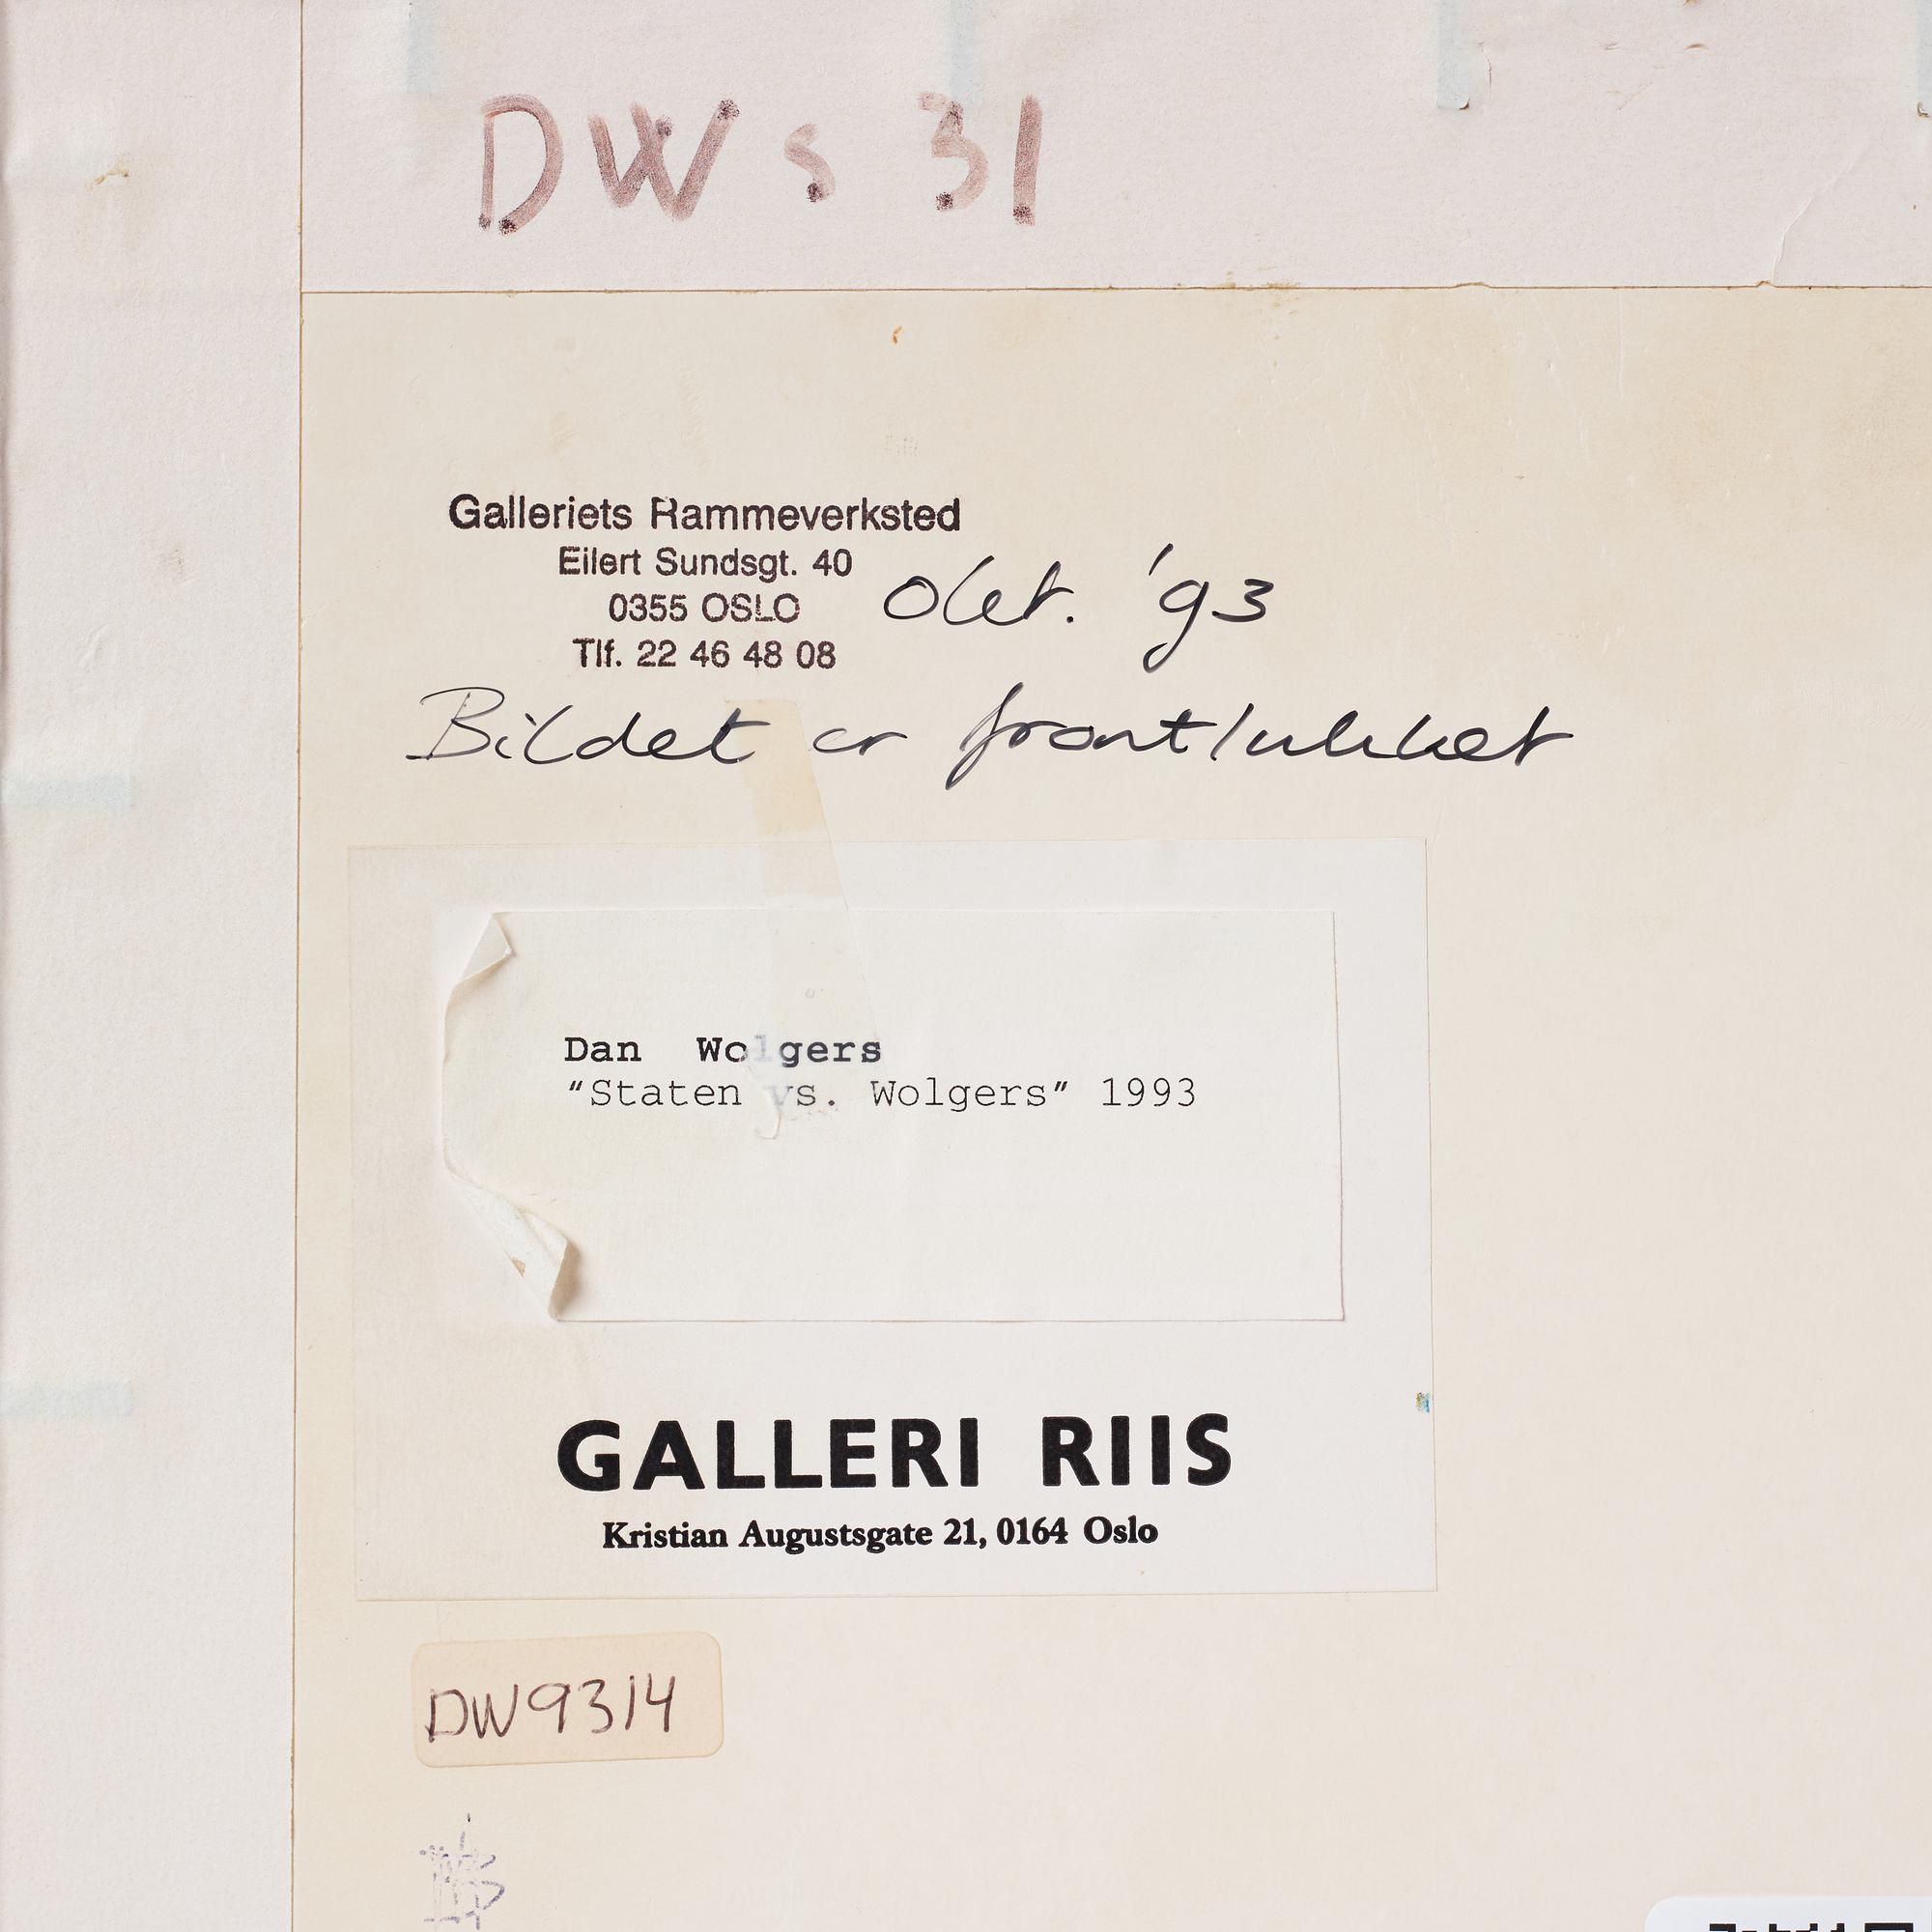 DW s 31
Galleriets Rammeverksted
Eilert Sundsgt. 40
0355 OSLO
Tlf. 22 46 48 08
Okt. '93
Bildet er frontlukket
Dan Wolgers
"Staten vs. Wolgers" 1993
GALLERI RIIS
Kristian Augustsgate 21, 0164 Oslo
DW9314